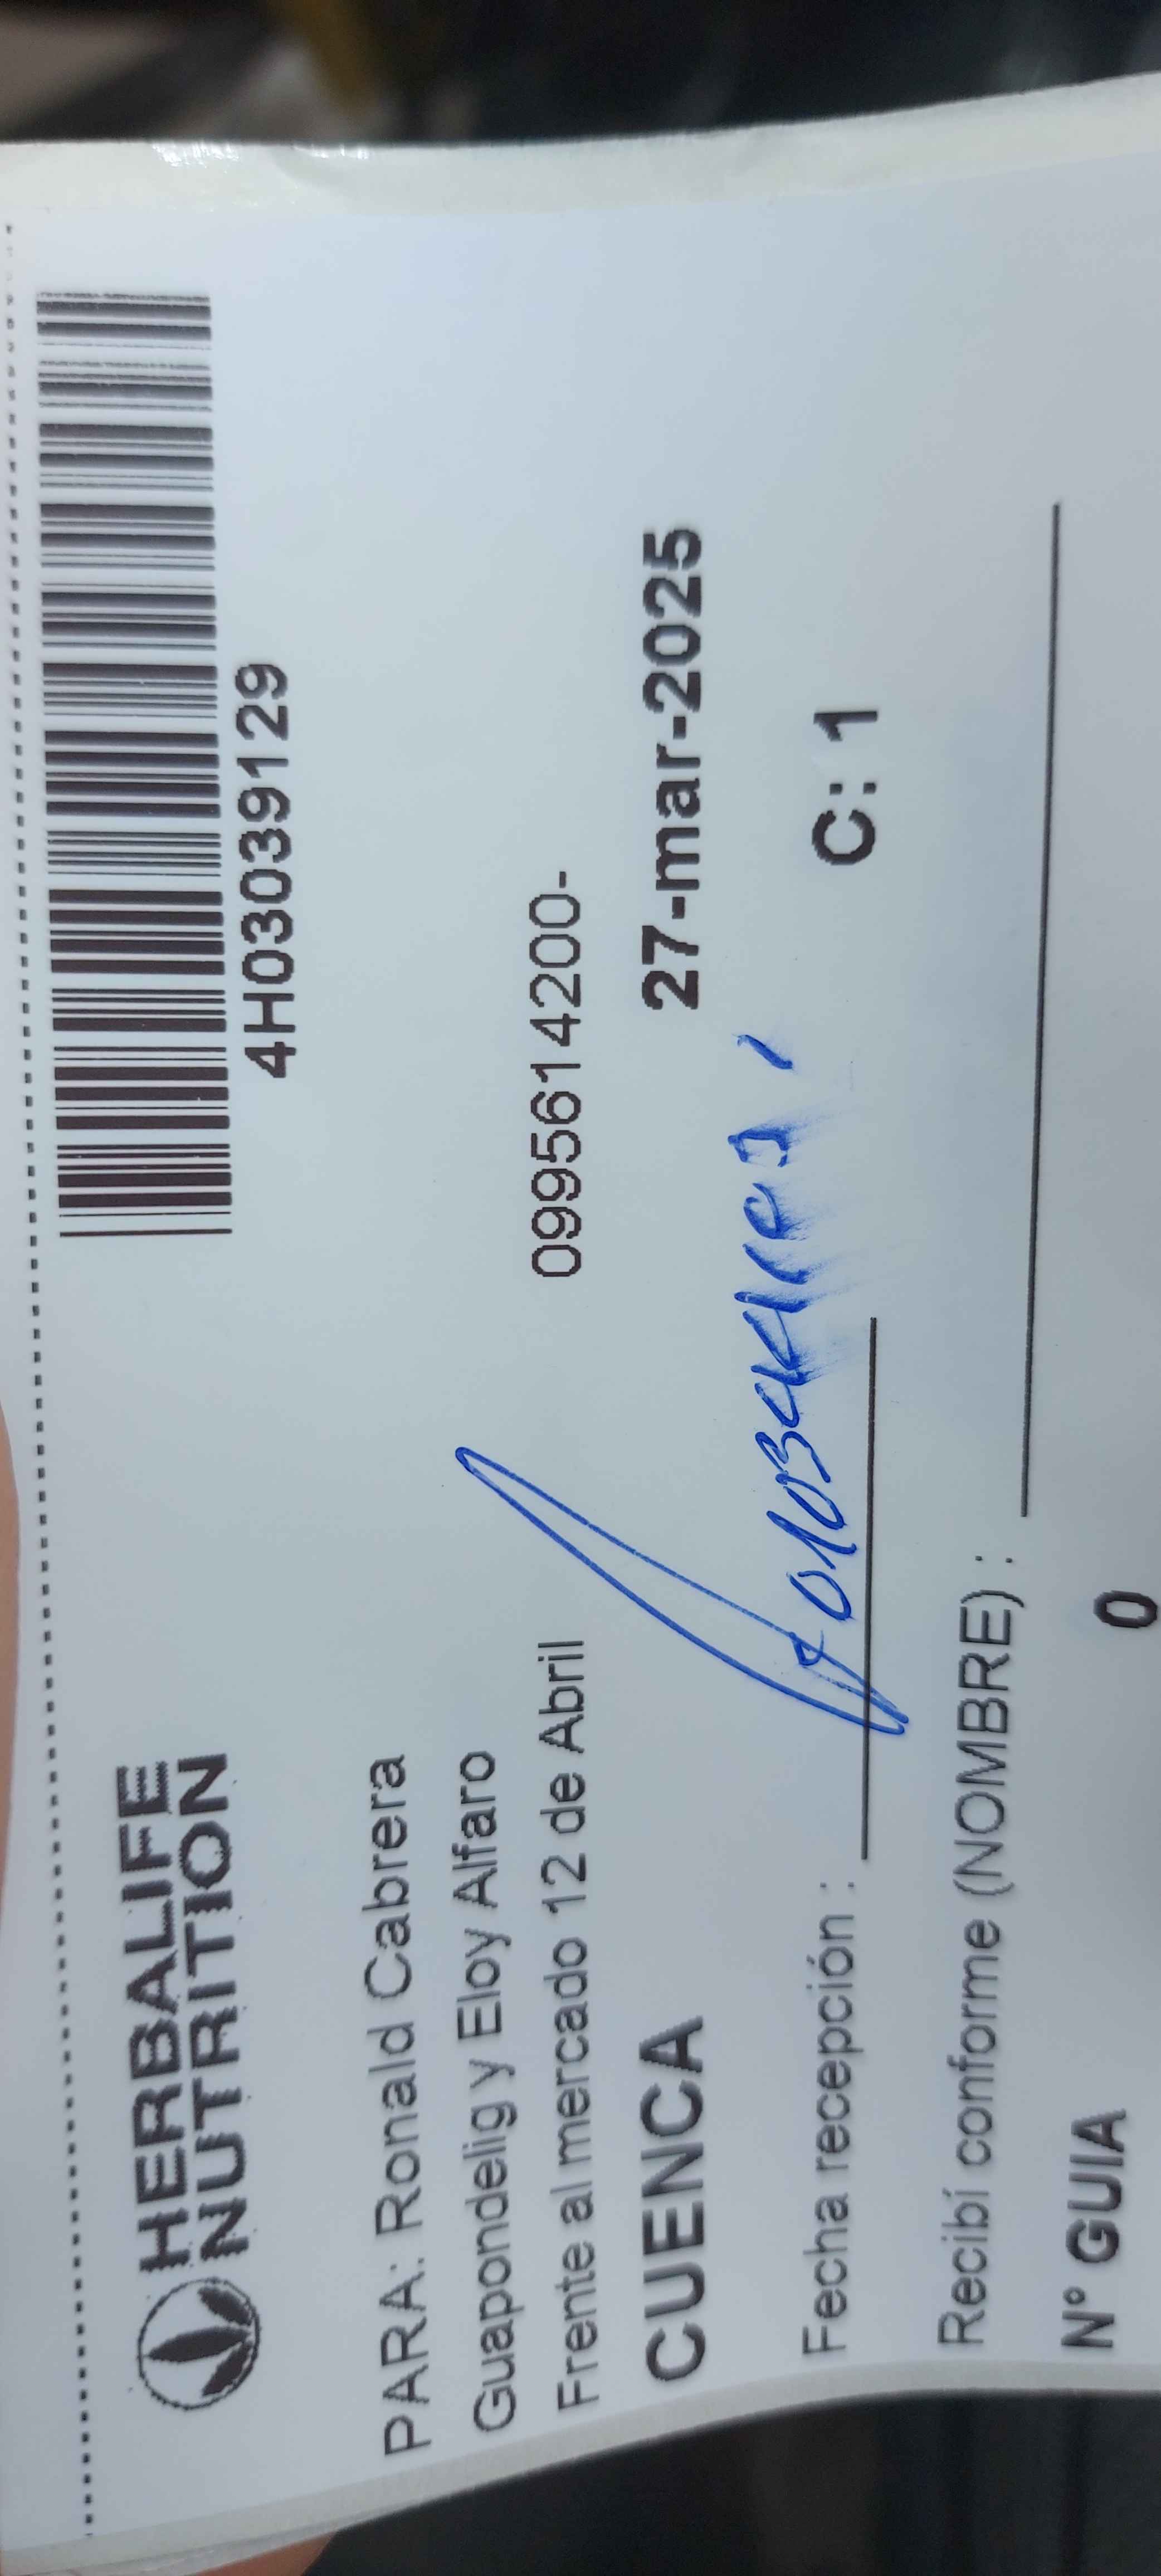 HERBALIFE
NUTRITION
4H03039129
PARA: Ronald Cabrera
Guapondelig y Eloy Alfaro
Frente al mercado 12 de Abril 0995614200-
CUENCA 27-mar-2025
Fecha recepción : C: 1
Recibí conforme (NOMBRE) :
N° GUIA 0